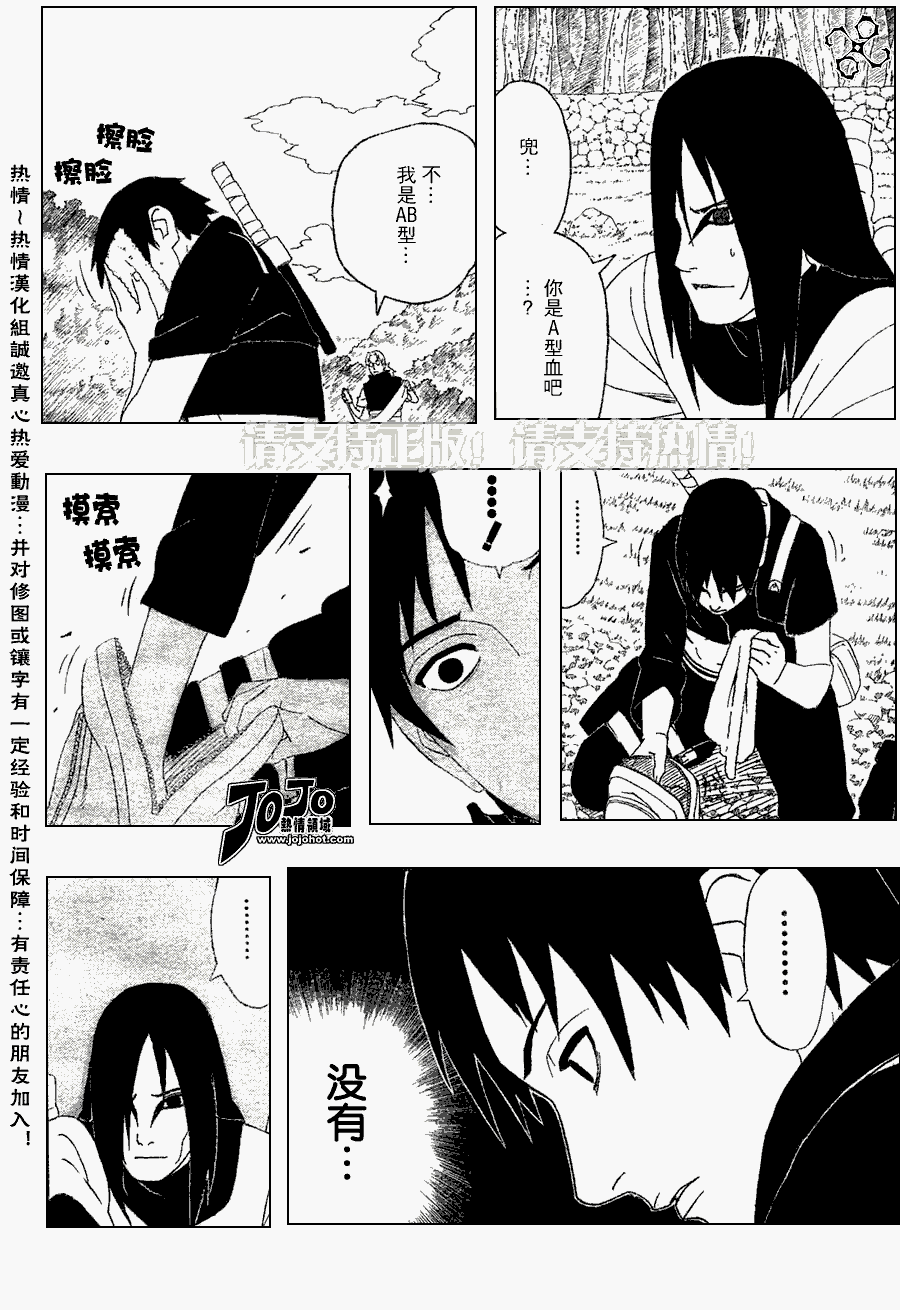 兜…
你是A型血吧
…?
不…
我是AB型…
擦脸
擦脸
请支持正版! 请支持热情!
………
…!
摸索
摸索
JOJO
熱情領域
www.jojohot.com
………
没有…
………
热情~热情漢化組誠邀真心热爱動漫…并对修图或镶字有一定经验和时间保障…有责任心的朋友加入!